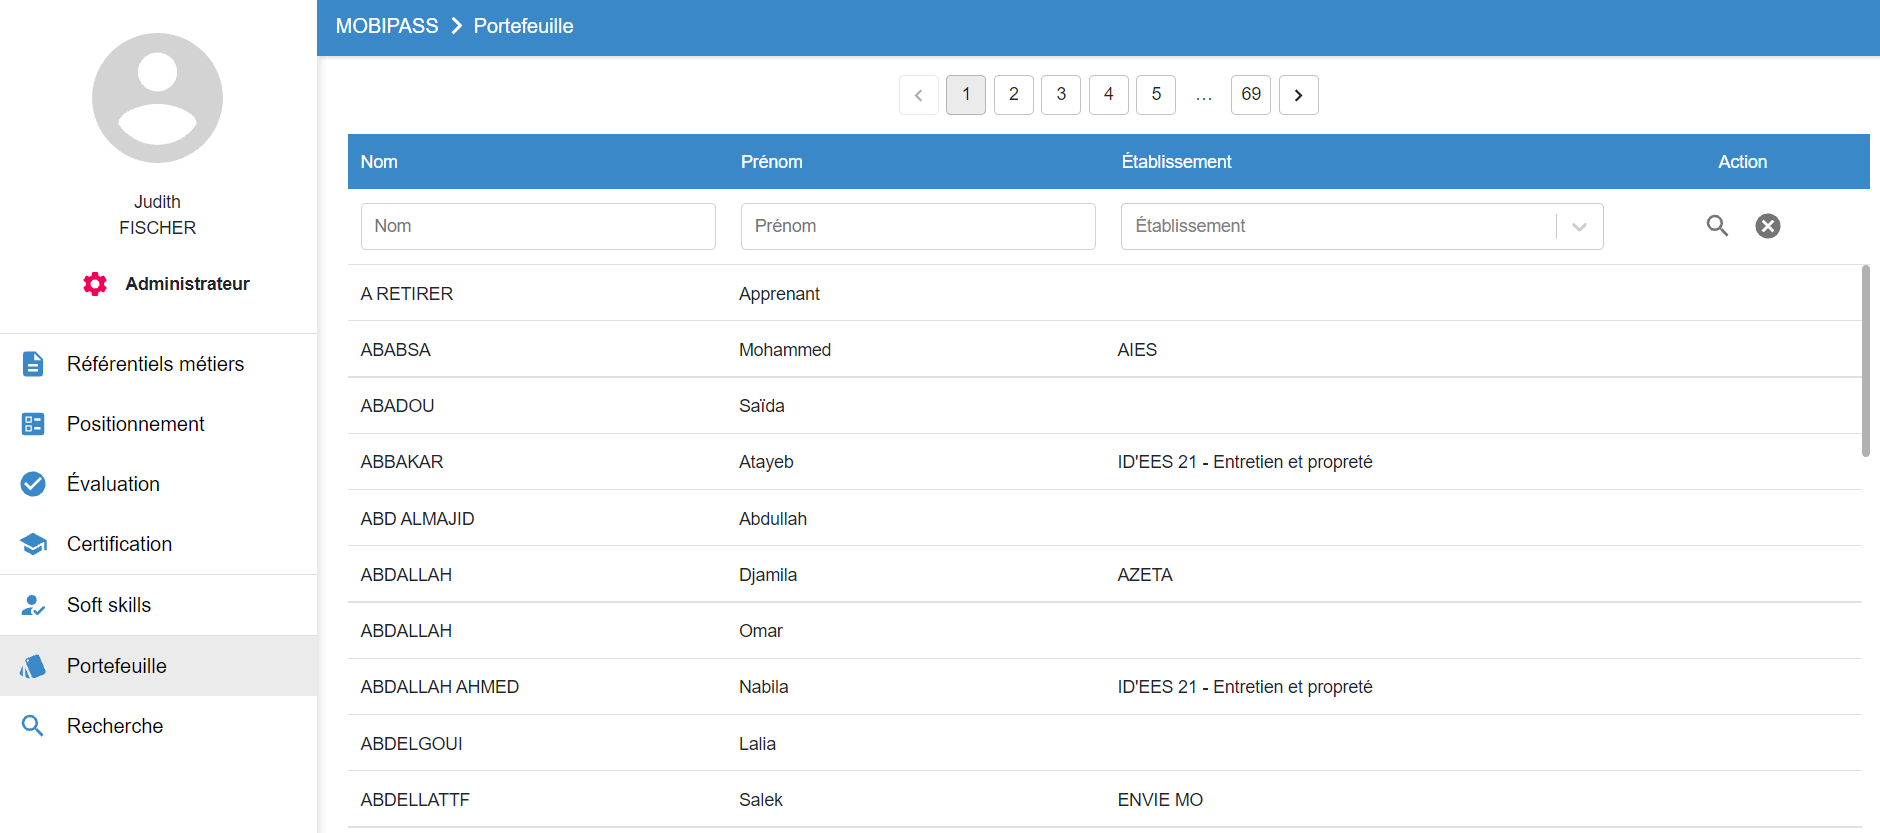 MOBIPASS > Portefeuille
Judith
FISCHER
Administrateur
Référentiels métiers
Positionnement
Évaluation
Certification
Soft skills
Portefeuille
Recherche
1 2 3 4 5 ... 69
Nom Prénom Établissement Action
Nom Prénom Établissement
A RETIRER Apprenant
ABABSA Mohammed AIES
ABADOU Saïda
ABBAKAR Atayeb ID'EES 21 - Entretien et propreté
ABD ALMAJID Abdullah
ABDALLAH Djamila AZETA
ABDALLAH Omar
ABDALLAH AHMED Nabila ID'EES 21 - Entretien et propreté
ABDELGOUI Lalia
ABDELLATTF Salek ENVIE MO